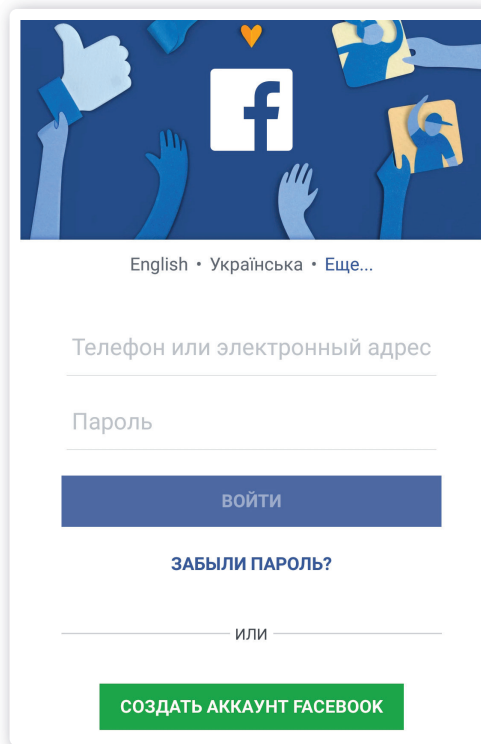 f
English • Українська • Еще...
Телефон или электронный адрес
Пароль
ВОЙТИ
ЗАБЫЛИ ПАРОЛЬ?
ИЛИ
СОЗДАТЬ АККАУНТ FACEBOOK